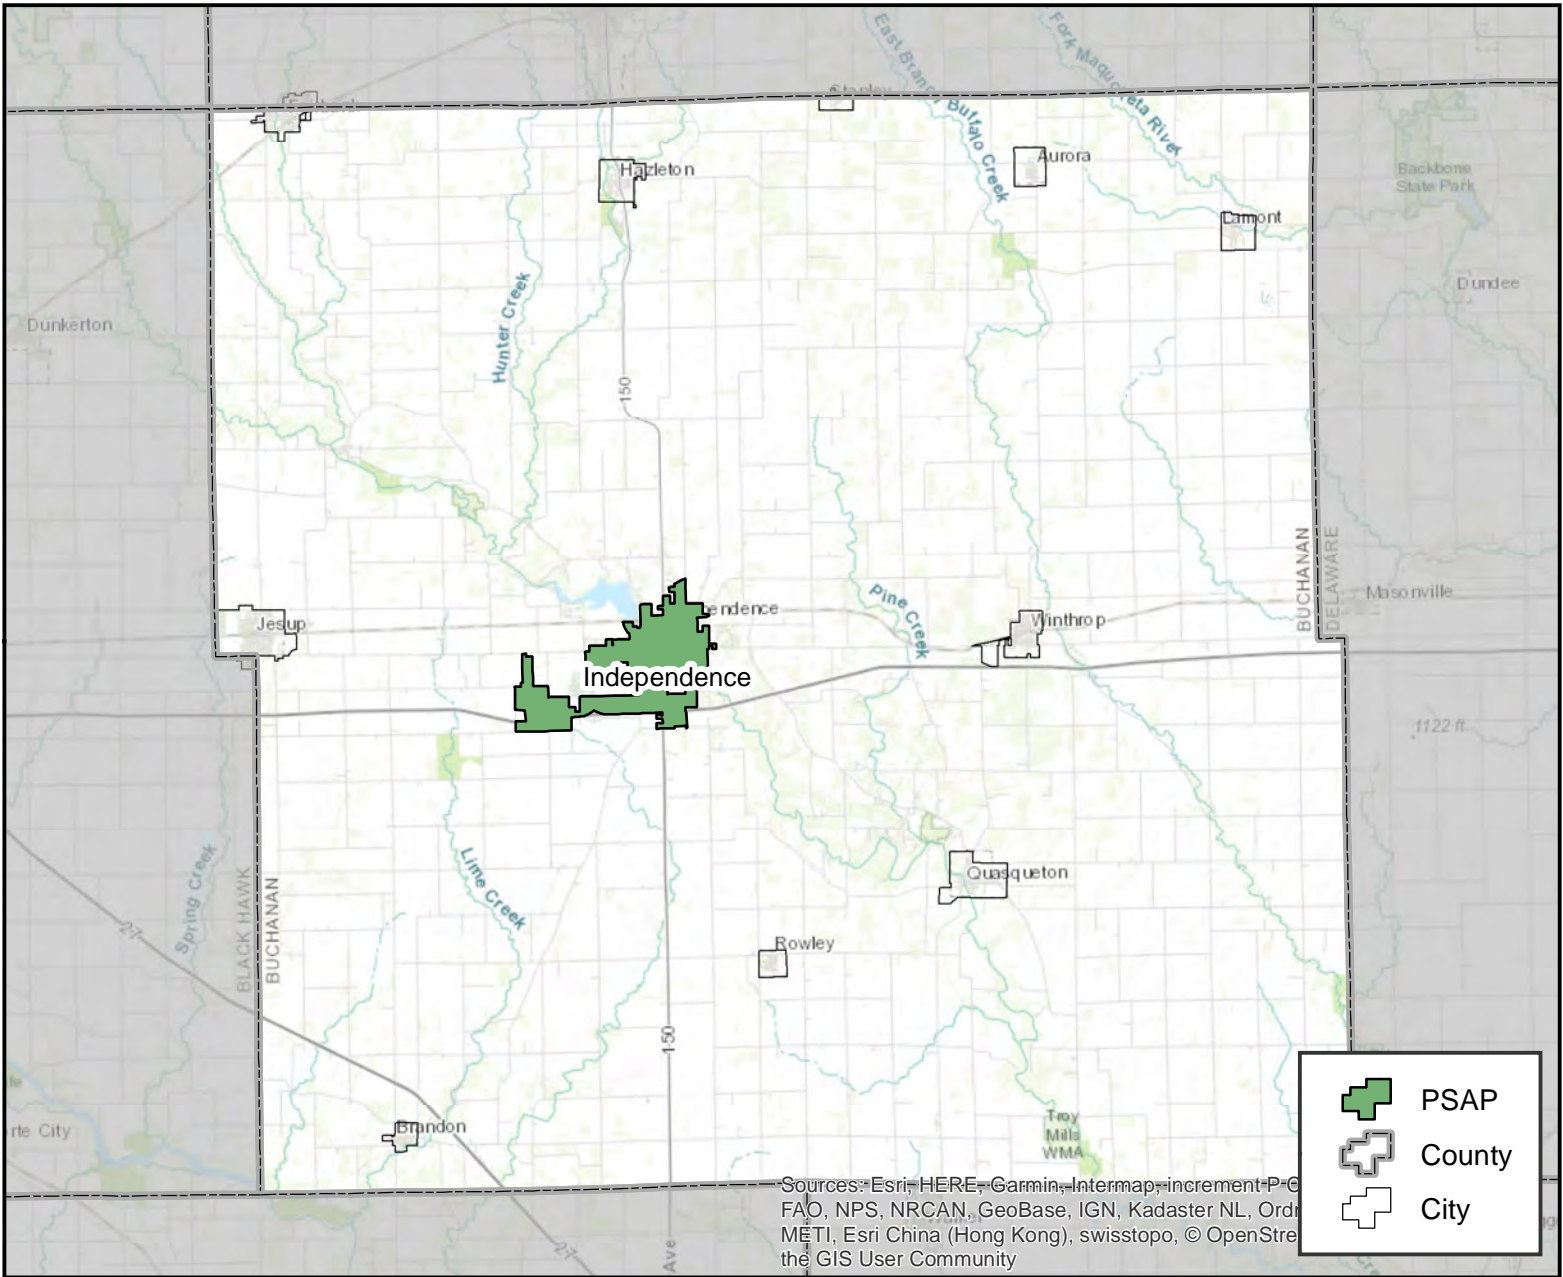 East Branch Buffalo Creek
Fork Maquoketa River
Stanley
Aurora
Hazleton
Backbone
State Park
Lamont
Dundee
Dunkerton
Hunter Creek
150
BUCHANAN
DELAWARE
Masonville
Pine Creek
endence
Winthrop
Jesup
Independence
1122 ft
Lime Creek
Spring Creek
Quasqueton
BLACK HAWK
BUCHANAN
27
Rowley
150
Troy
Mills
WMA
Brandon
rte City
PSAP
County
City
Sources: Esri, HERE, Garmin, Intermap, increment P C
FAO, NPS, NRCAN, GeoBase, IGN, Kadaster NL, Ordn
METI, Esri China (Hong Kong), swisstopo, © OpenStre
the GIS User Community
27
Ave